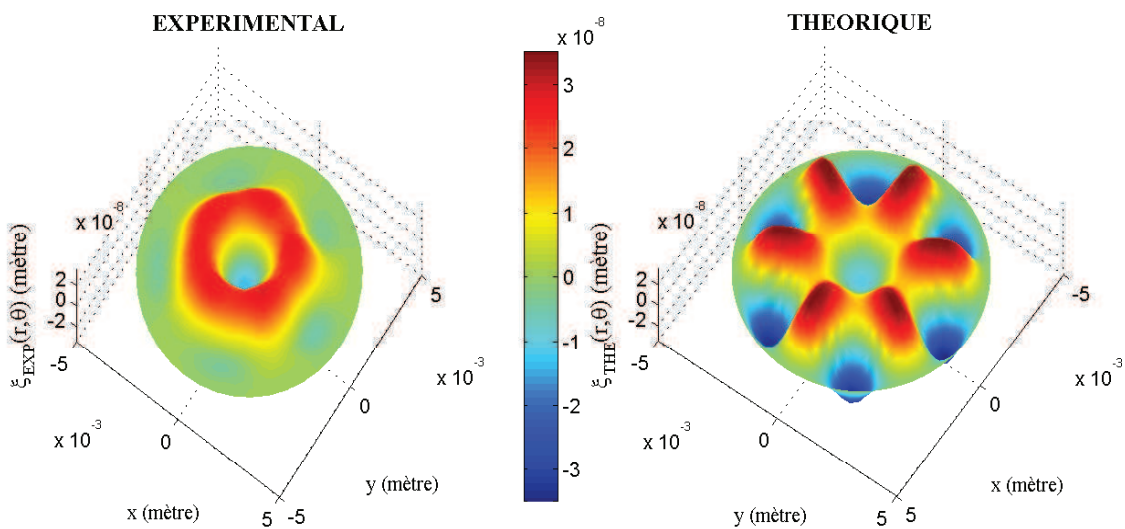 EXPERIMENTAL
THEORIQUE
x 10^-8
3
2
1
0
-1
-2
-3
x 10^-8
2
0
-2
-5
ξ_EXP(r,θ) (mètre)
x 10^-3
0
5
x (mètre)
-5
0
5
x 10^-3
y (mètre)
x 10^-8
2
0
-2
-5
ξ_THE(r,θ) (mètre)
x 10^-3
0
5
y (mètre)
5
0
-5
x 10^-3
x (mètre)